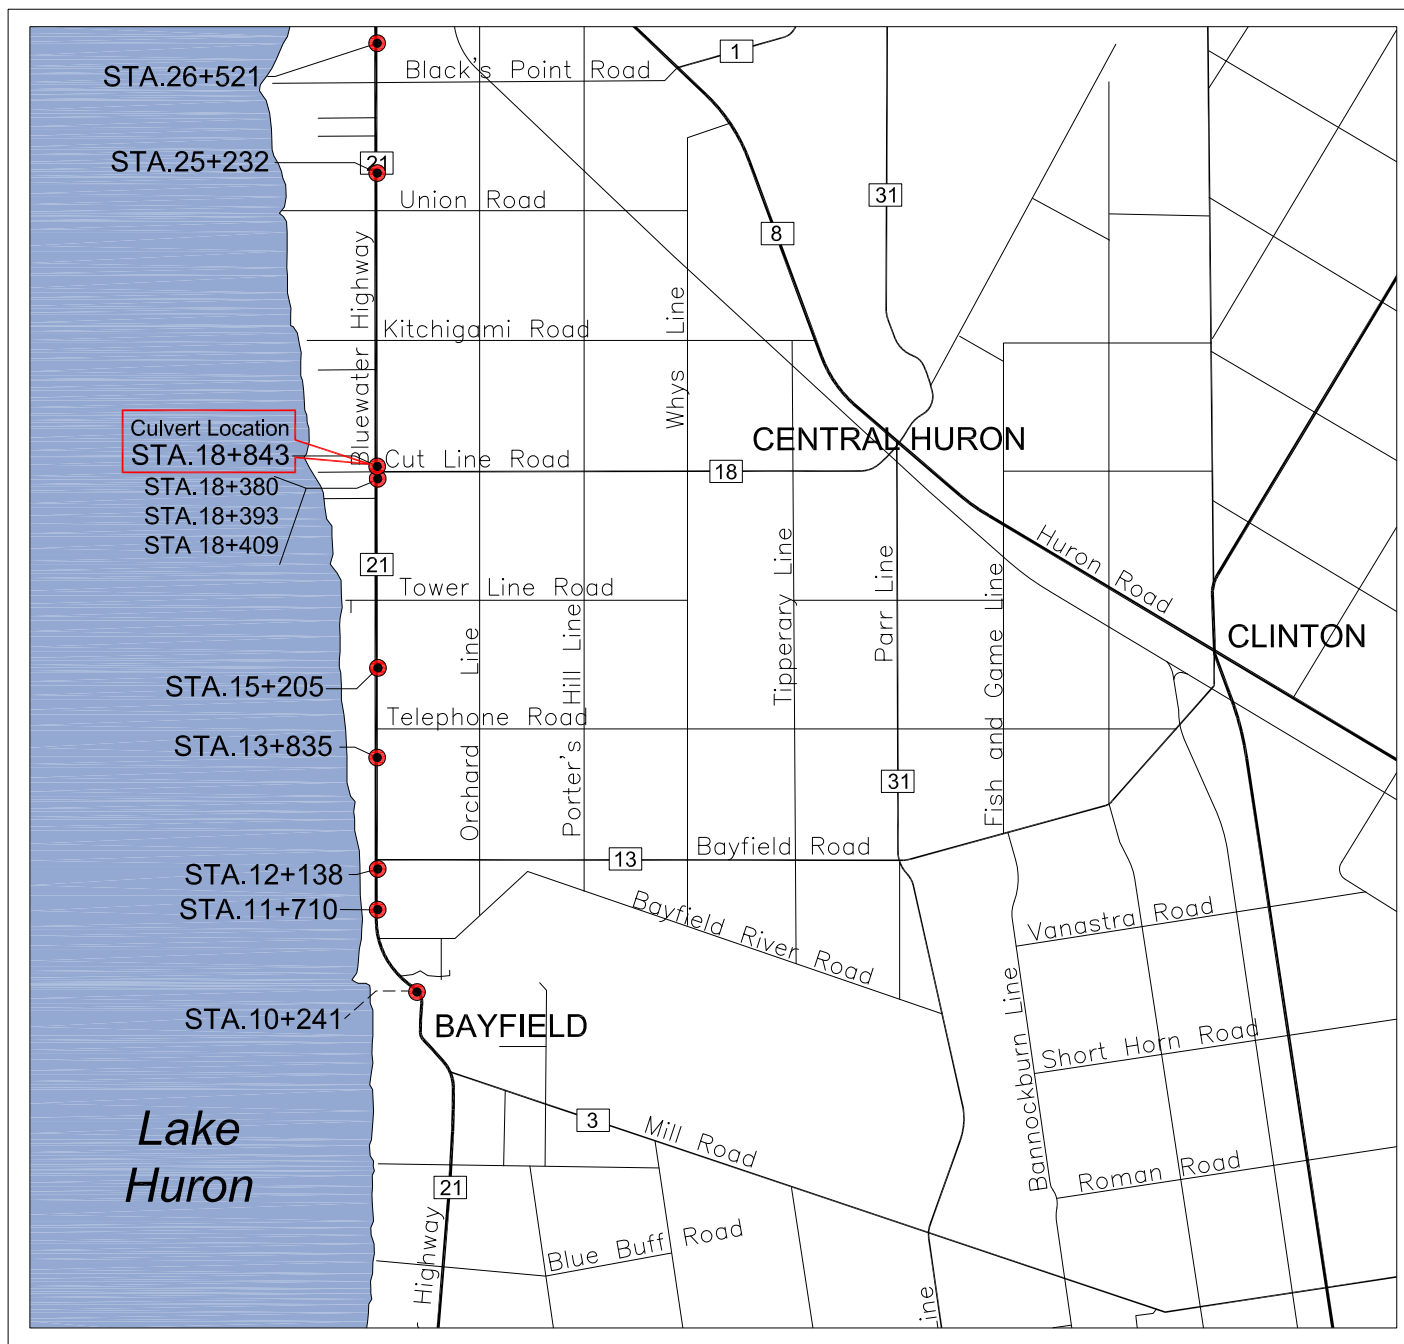 STA.26+521
Black's Point Road
1
STA.25+232
21
Union Road
31
8
Bluewater Highway
Kitchigami Road
Whys Line
Culvert Location
STA.18+843
Cut Line Road
18
CENTRAL HURON
STA.18+380
STA.18+393
STA 18+409
21
Tower Line Road
Huron Road
CLINTON
Orchard Line
Porter's Hill Line
Tipperary Line
Parr Line
Fish and Game Line
STA.15+205
Telephone Road
STA.13+835
31
STA.12+138
13
Bayfield Road
STA.11+710
Bayfield River Road
Vanastra Road
STA.10+241
BAYFIELD
Bannockburn Line
Short Horn Road
Lake
Huron
3
Mill Road
Roman Road
21
Blue Buff Road
Highway
ine